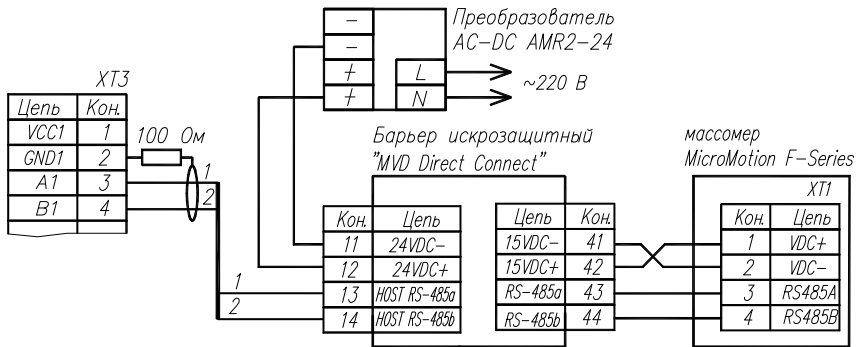 Преобразователь
AC-DC AMR2-24
-
-
+
+
L
N
~220 В
XT3
Цепь Кон.
VCC1 1
GND1 2
A1 3
B1 4
100 Ом
1
2
Барьер искрозащитный
"MVD Direct Connect"
Кон. Цепь
11 24VDC-
12 24VDC+
13 HOST RS-485a
14 HOST RS-485b
1
2
Цепь Кон.
15VDC- 41
15VDC+ 42
RS-485a 43
RS-485b 44
массомер
MicroMotion F-Series
XT1
Кон. Цепь
1 VDC+
2 VDC-
3 RS485A
4 RS485B